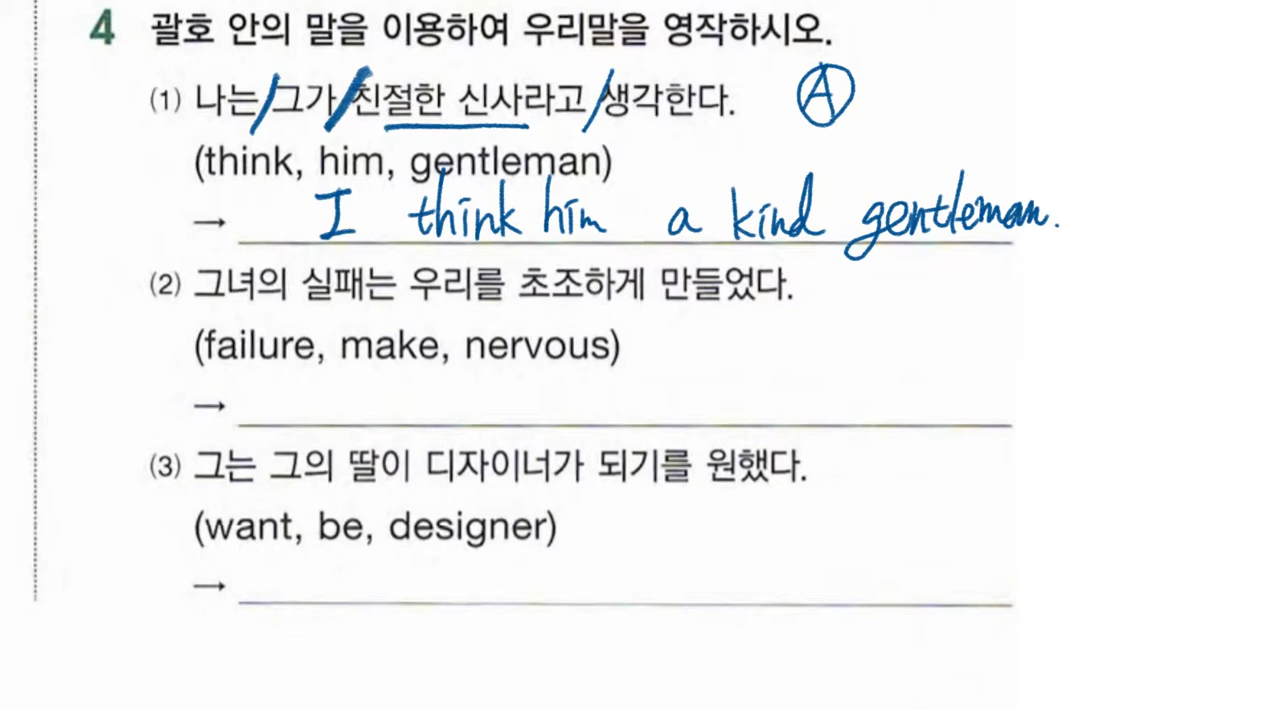 4 괄호 안의 말을 이용하여 우리말을 영작하시오.
(1) 나는/그가/친절한 신사라고/생각한다. Ⓐ
(think, him, gentleman)
→ I think him a kind gentleman.
(2) 그녀의 실패는 우리를 초조하게 만들었다.
(failure, make, nervous)
→
(3) 그는 그의 딸이 디자이너가 되기를 원했다.
(want, be, designer)
→